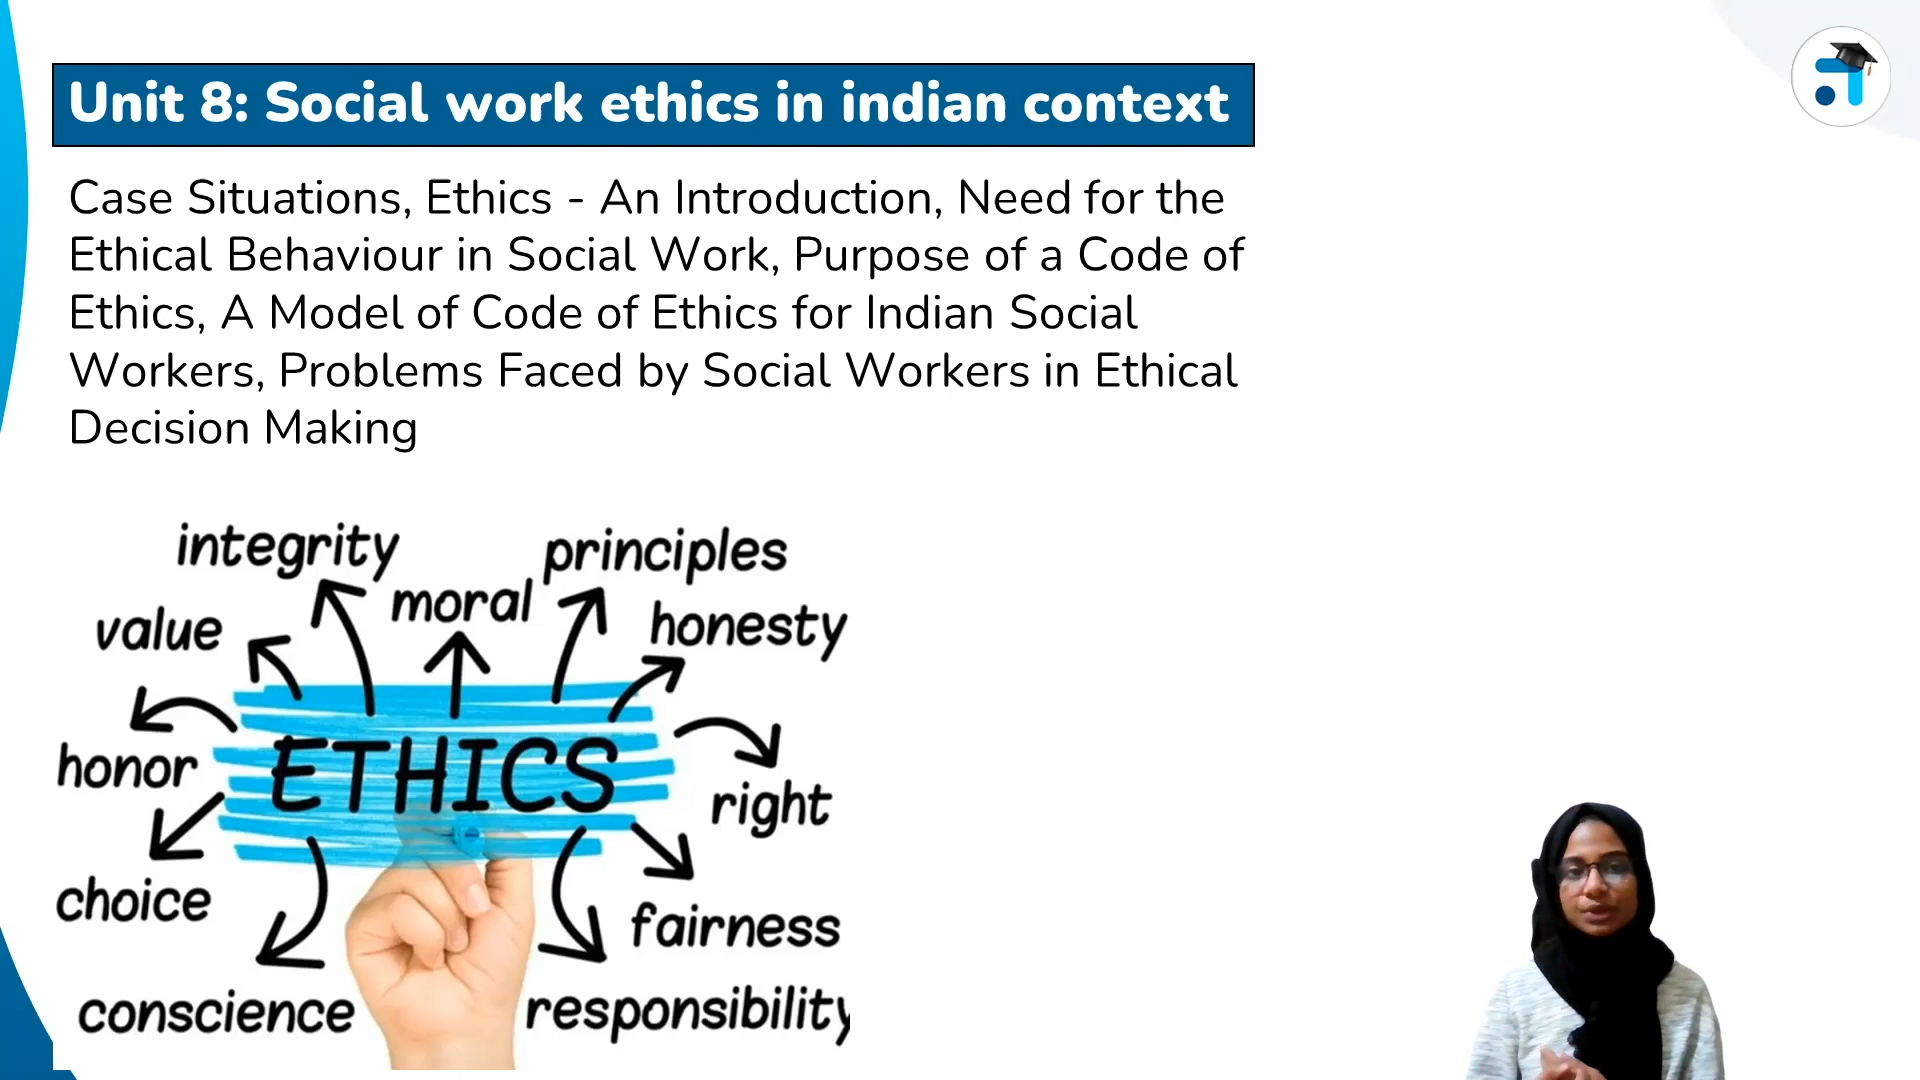 Unit 8: Social work ethics in indian context
Case Situations, Ethics - An Introduction, Need for the
Ethical Behaviour in Social Work, Purpose of a Code of
Ethics, A Model of Code of Ethics for Indian Social
Workers, Problems Faced by Social Workers in Ethical
Decision Making
integrity
principles
moral
value
honesty
honor
ETHICS
right
choice
fairness
conscience
responsibility